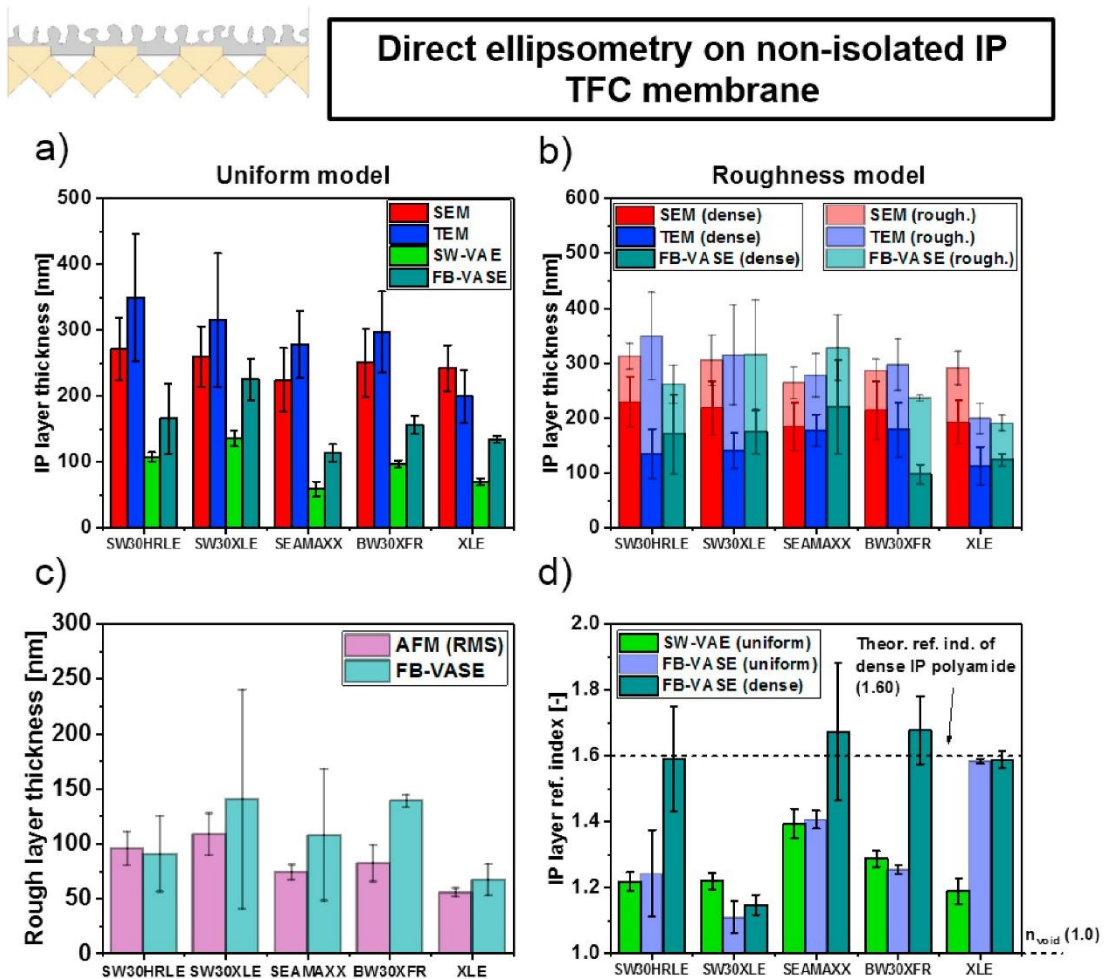 Direct ellipsometry on non-isolated IP
TFC membrane
a)
Uniform model
IP layer thickness [nm]
500
400
300
200
100
0
SEM
TEM
SW-VAE
FB-VASE
SW30HRLE SW30XLE SEAMAXX BW30XFR XLE
b)
Roughness model
IP layer thickness [nm]
600
500
400
300
200
100
0
SEM (dense) SEM (rough.)
TEM (dense) TEM (rough.)
FB-VASE (dense) FB-VASE (rough.)
SW30HRLE SW30XLE SEAMAXX BW30XFR XLE
c)
Rough layer thickness [nm]
300
250
200
150
100
50
0
AFM (RMS)
FB-VASE
SW30HRLE SW30XLE SEAMAXX BW30XFR XLE
d)
IP layer ref. index [-]
2.0
1.8
1.6
1.4
1.2
1.0
SW-VAE (uniform)
FB-VASE (uniform)
FB-VASE (dense)
Theor. ref. ind. of
dense IP polyamide
(1.60)
n void (1.0)
SW30HRLE SW30XLE SEAMAXX BW30XFR XLE